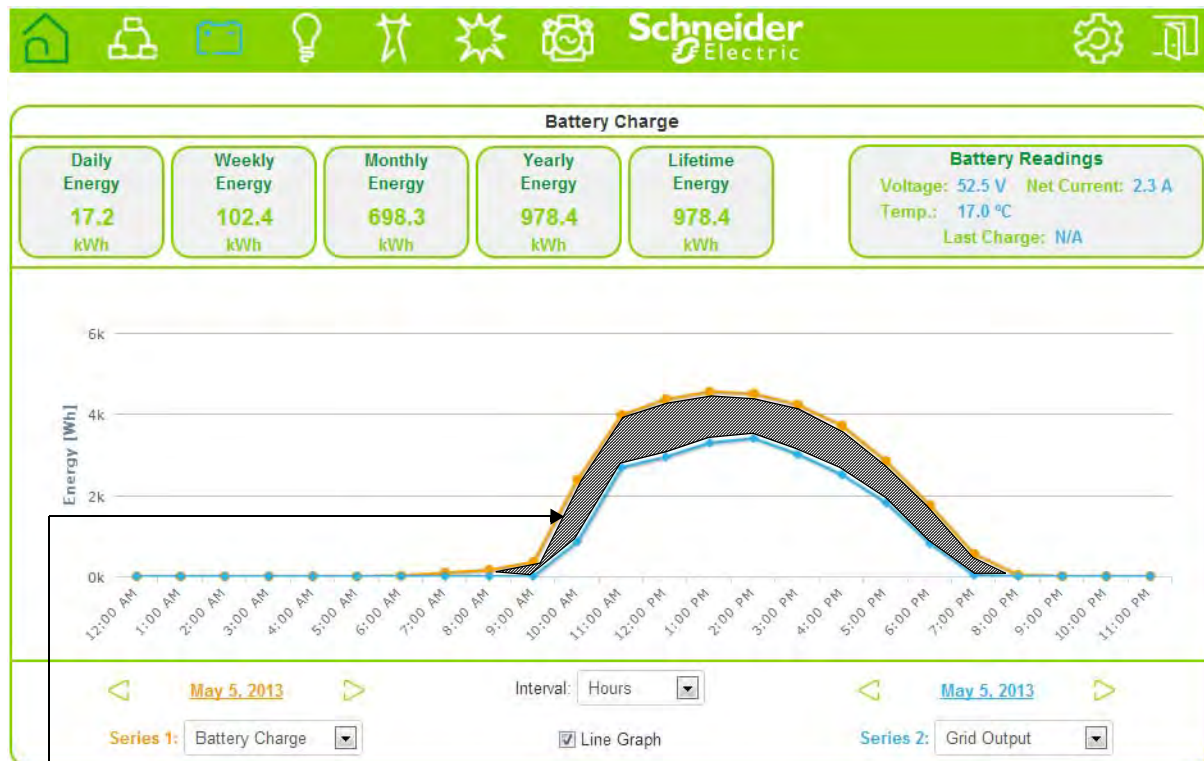 Schneider
Electric
Battery Charge
Daily Energy
17.2
kWh
Weekly Energy
102.4
kWh
Monthly Energy
698.3
kWh
Yearly Energy
978.4
kWh
Lifetime Energy
978.4
kWh
Battery Readings
Voltage: 52.5 V Net Current: 2.3 A
Temp.: 17.0 ºC
Last Charge: N/A
Energy [Wh]
6k
4k
2k
0k
12:00 AM
1:00 AM
2:00 AM
3:00 AM
4:00 AM
5:00 AM
6:00 AM
7:00 AM
8:00 AM
9:00 AM
10:00 AM
11:00 AM
12:00 PM
1:00 PM
2:00 PM
3:00 PM
4:00 PM
5:00 PM
6:00 PM
7:00 PM
8:00 PM
9:00 PM
10:00 PM
11:00 PM
May 5, 2013
Interval: Hours
May 5, 2013
Series 1: Battery Charge
Line Graph
Series 2: Grid Output